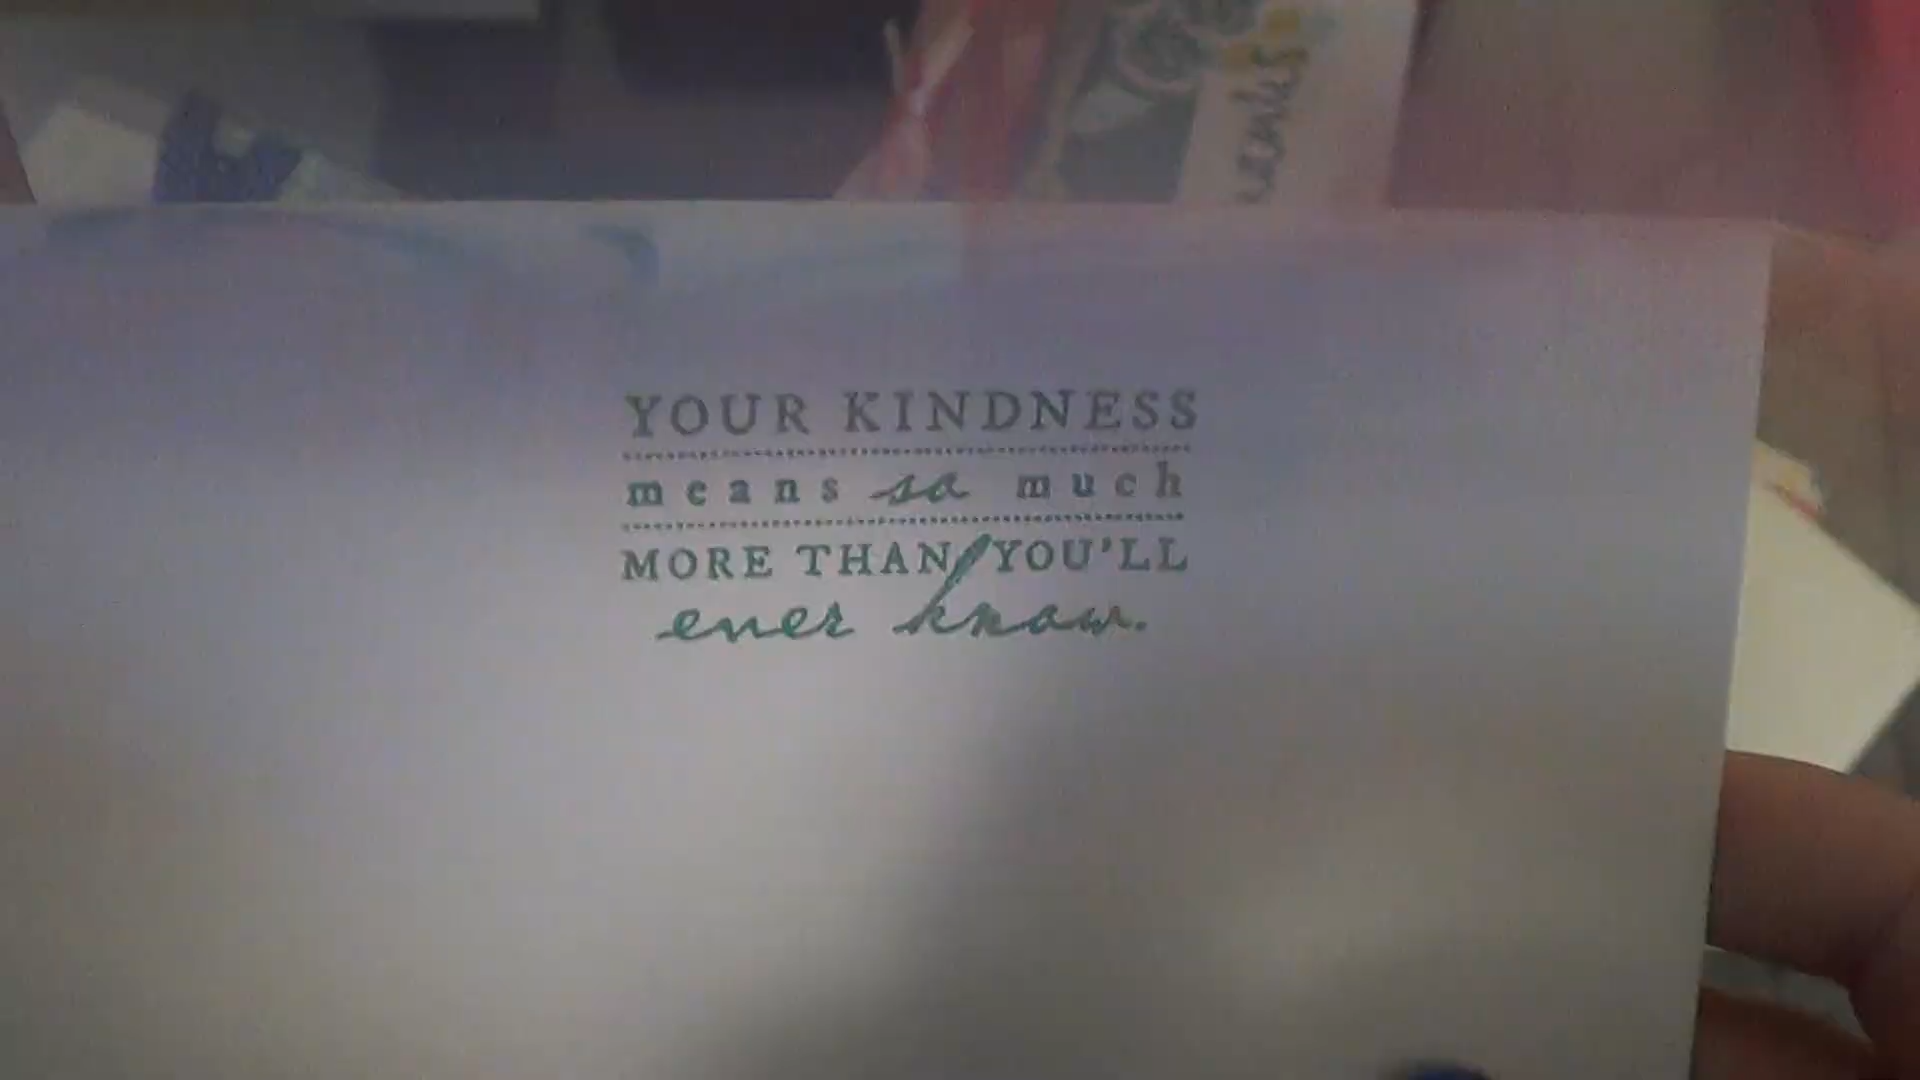 YOUR KINDNESS
means so much
MORE THAN YOU'LL
ever know.